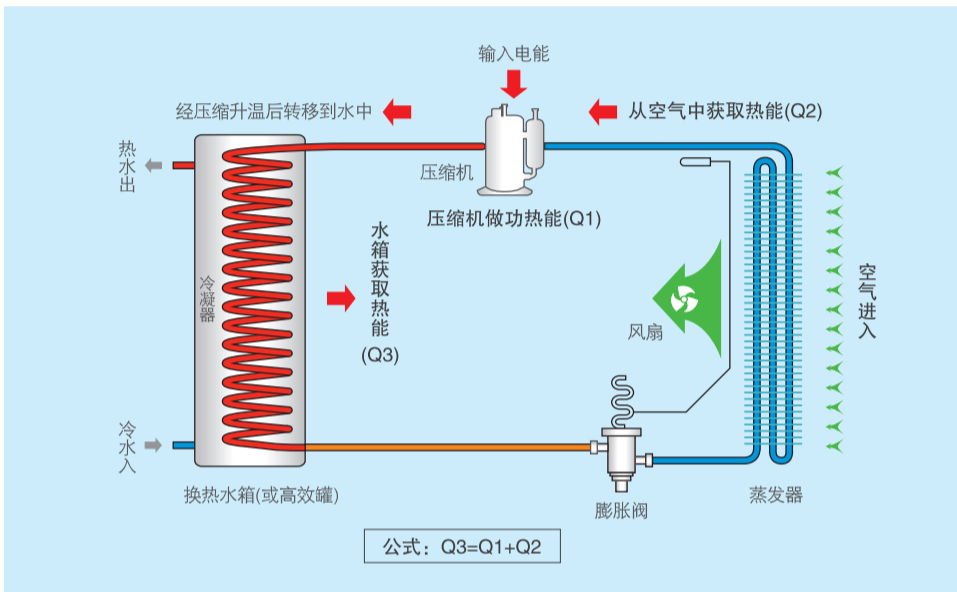 输入电能
经压缩升温后转移到水中
从空气中获取热能(Q2)
热水出
压缩机
压缩机做功热能(Q1)
水箱获取热能
(Q3)
冷凝器
风扇
空气进入
冷水入
换热水箱(或高效罐)
膨胀阀
蒸发器
公式：Q3=Q1+Q2